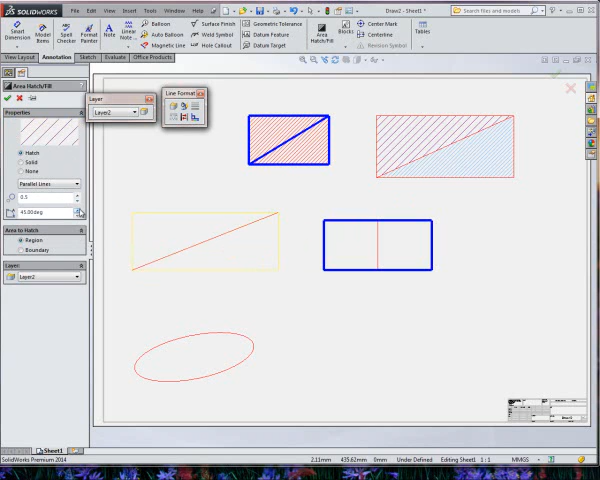 SOLIDWORKS File Edit View Insert Tools Window Help Draw2 - Sheet1 * Search files and models
Smart Dimension
Model Items
Spell Checker
Format Painter
Note
Linear Note ...
Balloon
Auto Balloon
Magnetic Line
Surface Finish
Weld Symbol
Hole Callout
Geometric Tolerance
Datum Feature
Datum Target
Area Hatch/Fill
Blocks
Center Mark
Centerline
Revision Symbol
Tables
View Layout Annotation Sketch Evaluate Office Products
Area Hatch/Fill
Properties
Hatch
Solid
None
Parallel Lines
0.5
45.00deg
Area to Hatch
Region
Boundary
Layer:
Layer2
Layer
Layer2
Line Format
Sheet1
SolidWorks Premium 2014 2.11mm 435.62mm 0mm Under Defined Editing Sheet1 1 : 1 MMGS